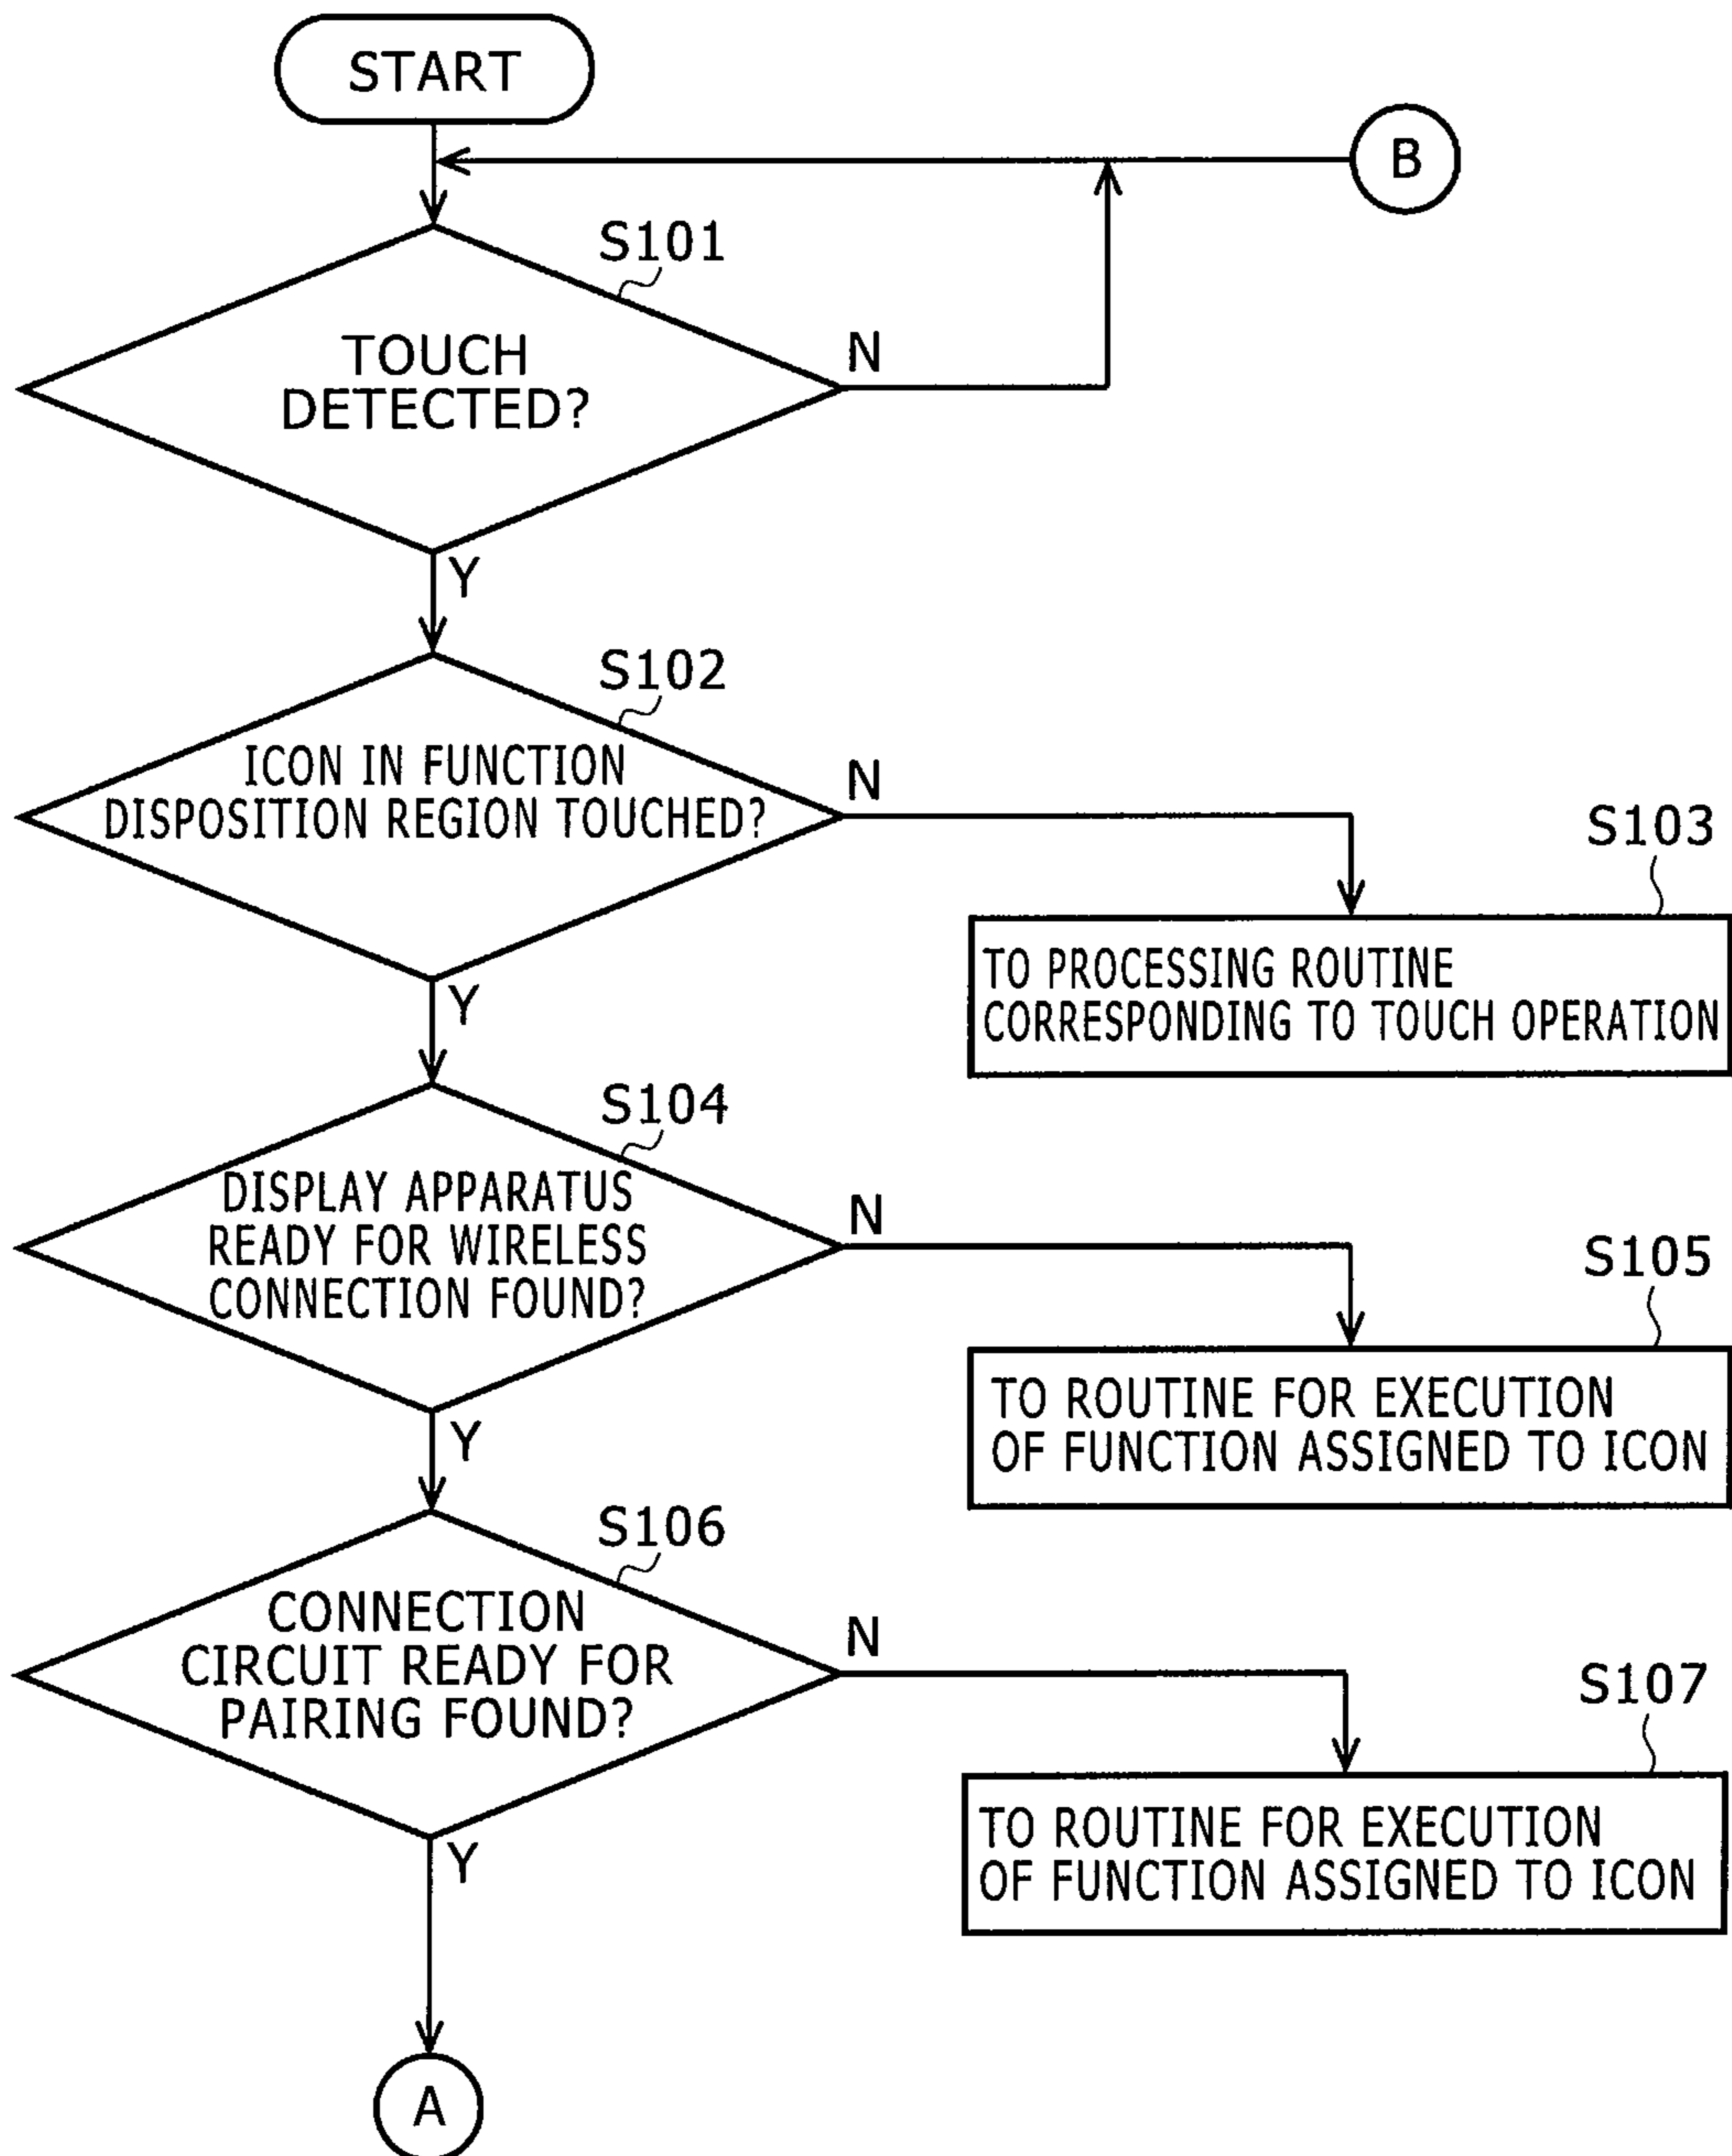 START
B
S101
TOUCH
DETECTED?
N
Y
S102
ICON IN FUNCTION
DISPOSITION REGION TOUCHED?
N
S103
TO PROCESSING ROUTINE
CORRESPONDING TO TOUCH OPERATION
Y
S104
DISPLAY APPARATUS
READY FOR WIRELESS
CONNECTION FOUND?
N
S105
TO ROUTINE FOR EXECUTION
OF FUNCTION ASSIGNED TO ICON
Y
S106
CONNECTION
CIRCUIT READY FOR
PAIRING FOUND?
N
S107
TO ROUTINE FOR EXECUTION
OF FUNCTION ASSIGNED TO ICON
Y
A